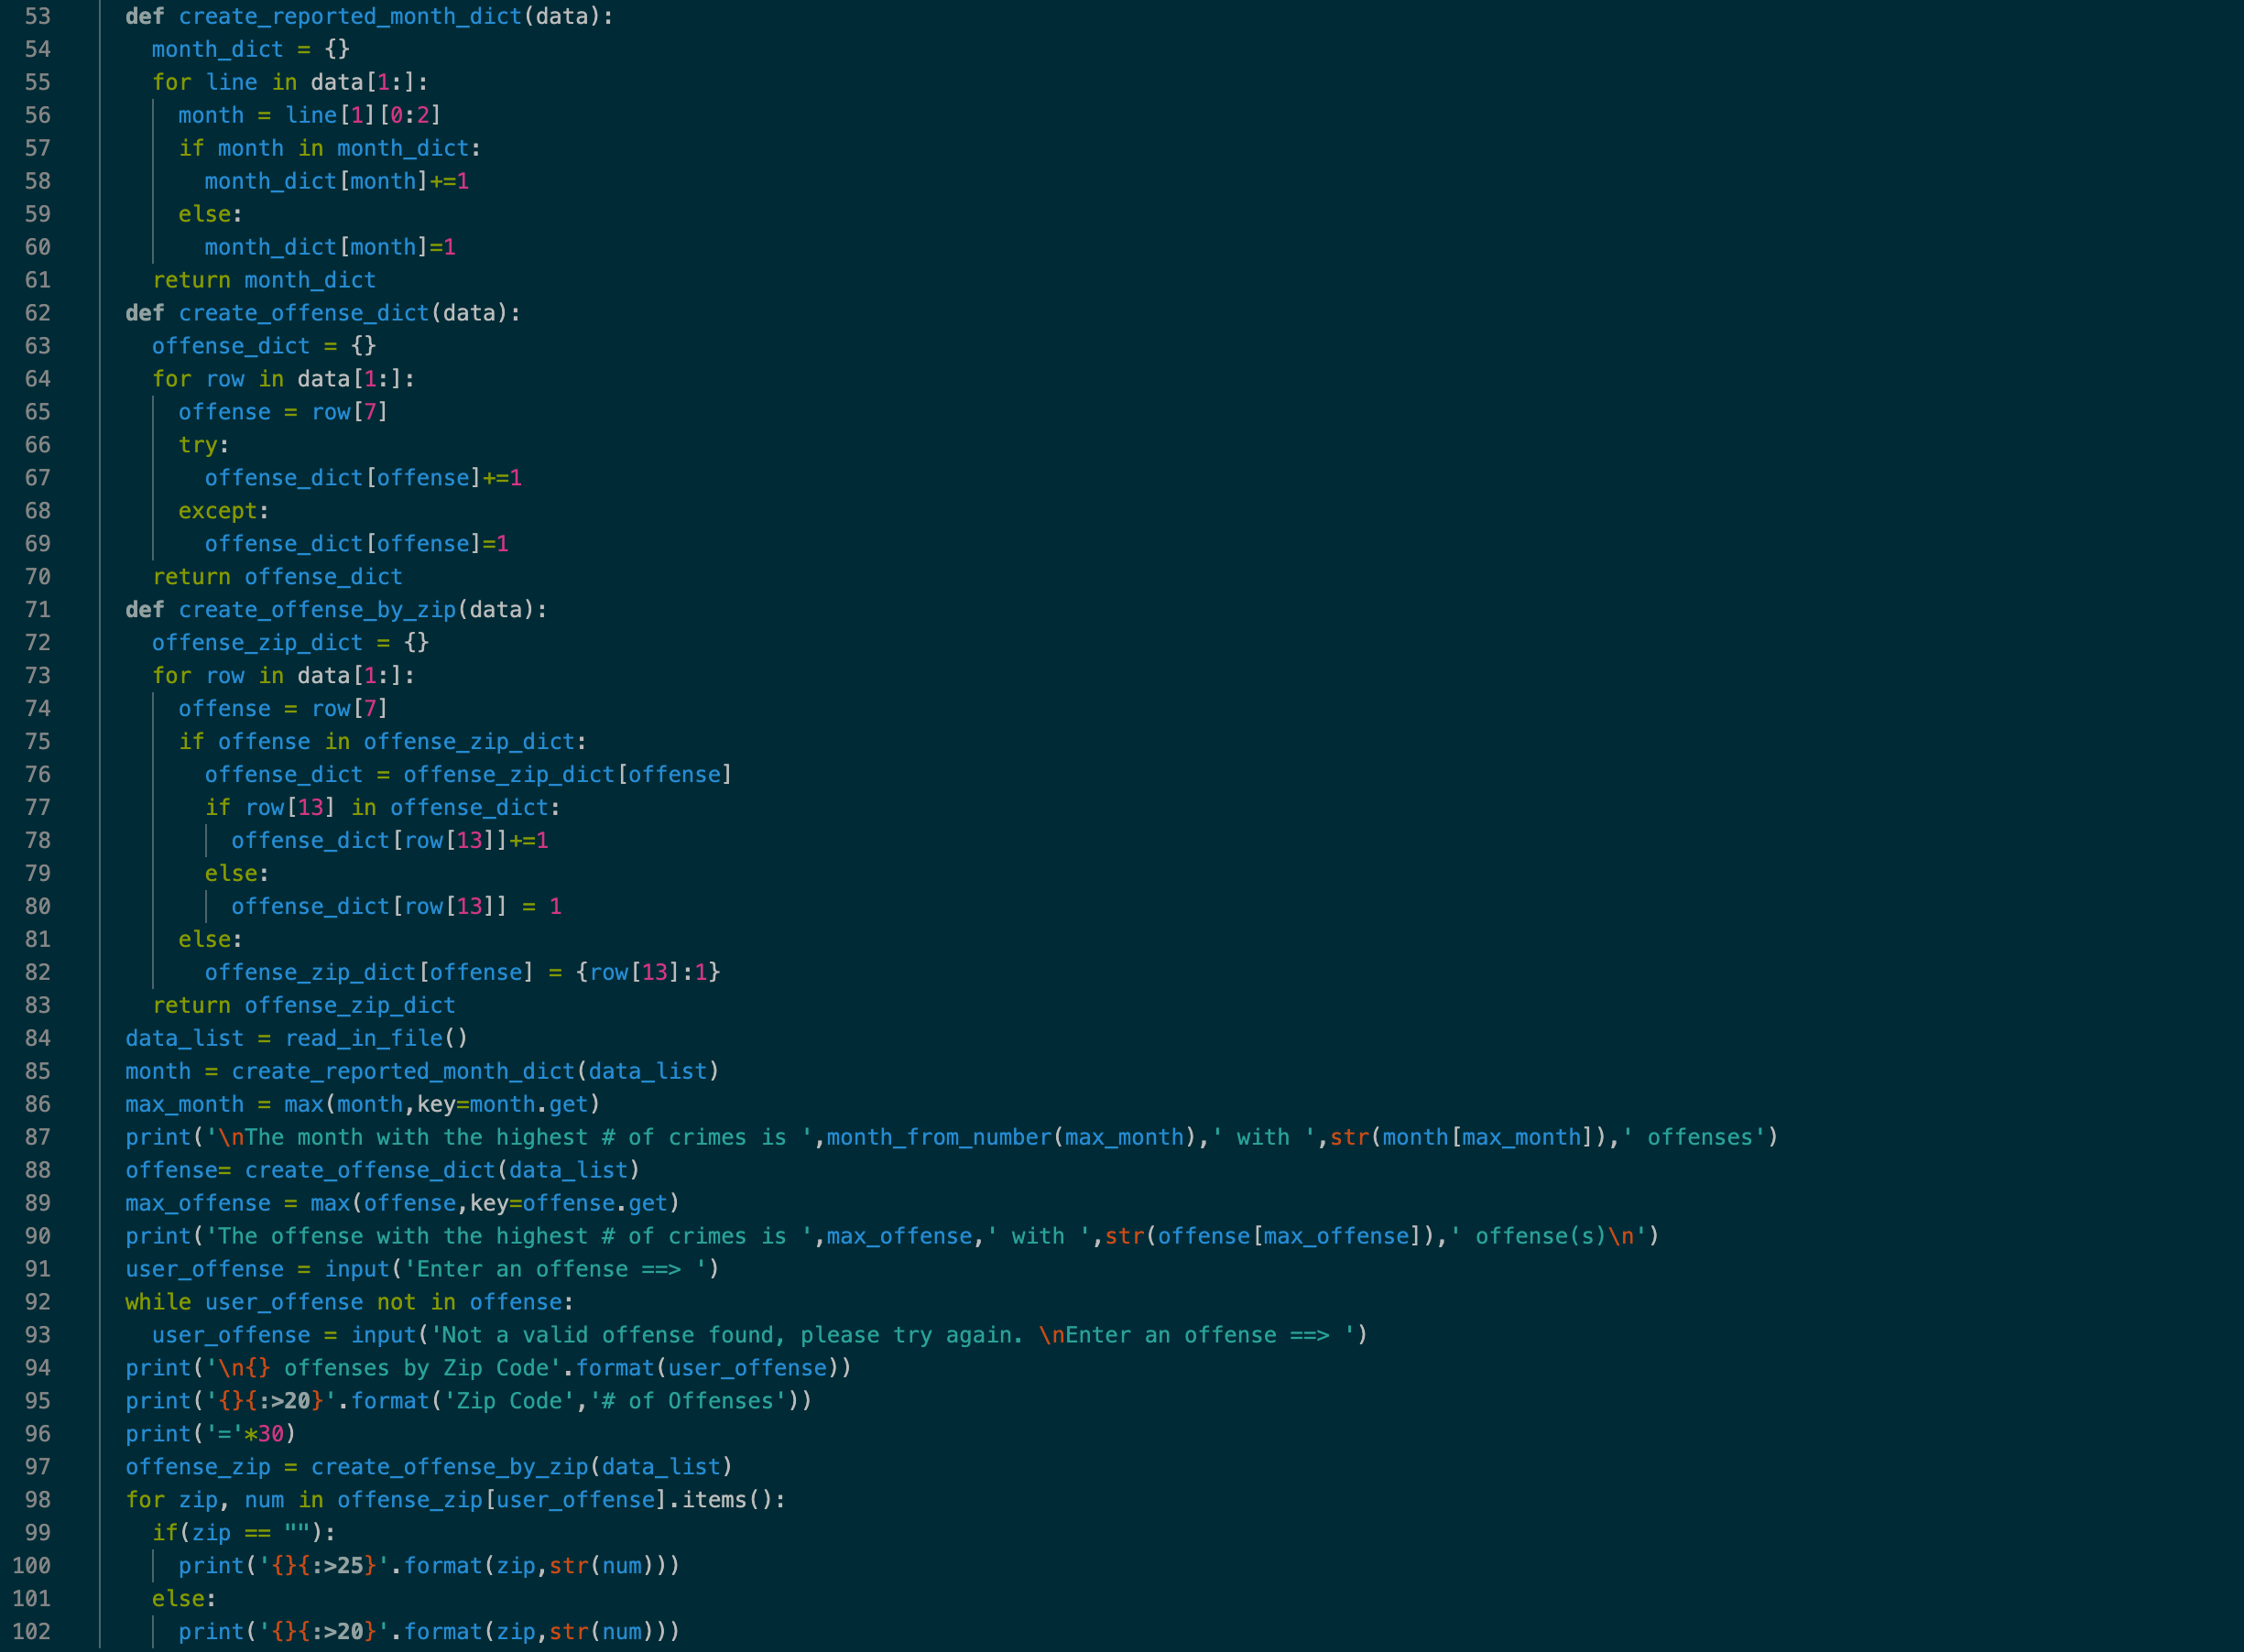 53 def create_reported_month_dict(data):
54 month_dict = {}
55 for line in data[1:]:
56 month = line[1][0:2]
57 if month in month_dict:
58 month_dict[month]+=1
59 else:
60 month_dict[month]=1
61 return month_dict
62 def create_offense_dict(data):
63 offense_dict = {}
64 for row in data[1:]:
65 offense = row[7]
66 try:
67 offense_dict[offense]+=1
68 except:
69 offense_dict[offense]=1
70 return offense_dict
71 def create_offense_by_zip(data):
72 offense_zip_dict = {}
73 for row in data[1:]:
74 offense = row[7]
75 if offense in offense_zip_dict:
76 offense_dict = offense_zip_dict[offense]
77 if row[13] in offense_dict:
78 offense_dict[row[13]]+=1
79 else:
80 offense_dict[row[13]] = 1
81 else:
82 offense_zip_dict[offense] = {row[13]:1}
83 return offense_zip_dict
84 data_list = read_in_file()
85 month = create_reported_month_dict(data_list)
86 max_month = max(month,key=month.get)
87 print('\nThe month with the highest # of crimes is ',month_from_number(max_month),' with ',str(month[max_month]),' offenses')
88 offense= create_offense_dict(data_list)
89 max_offense = max(offense,key=offense.get)
90 print('The offense with the highest # of crimes is ',max_offense,' with ',str(offense[max_offense]),' offense(s)\n')
91 user_offense = input('Enter an offense ==> ')
92 while user_offense not in offense:
93 user_offense = input('Not a valid offense found, please try again. \nEnter an offense ==> ')
94 print('\n{} offenses by Zip Code'.format(user_offense))
95 print('{}{:>20}'.format('Zip Code','# of Offenses'))
96 print('='*30)
97 offense_zip = create_offense_by_zip(data_list)
98 for zip, num in offense_zip[user_offense].items():
99 if(zip == ""):
100 print('{}{:>25}'.format(zip,str(num)))
101 else:
102 print('{}{:>20}'.format(zip,str(num)))